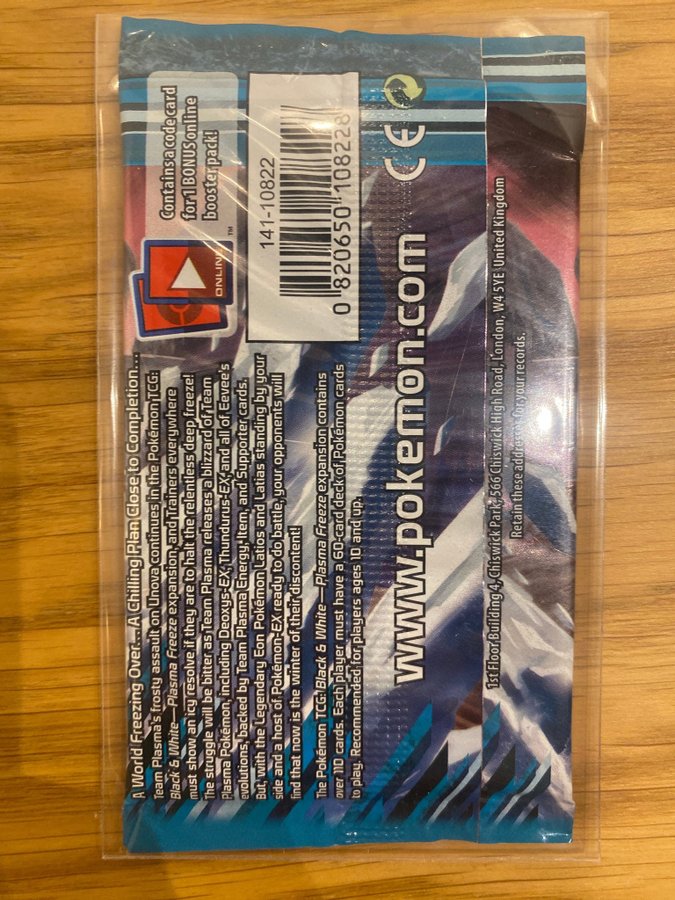 A World Freezing Over... A Chilling Plan Close to Completion...
Team Plasma's frosty assault on Unova continues in the Pokémon TCG:
Black & White—Plasma Freeze expansion, and Trainers everywhere
must show an icy resolve if they are to halt the relentless deep freeze!
The struggle will be bitter as Team Plasma releases a blizzard of Team
Plasma Pokémon, including Deoxys-EX, Thundurus-EX, and all of Eevee's
evolutions, backed by Team Plasma Energy, Item, and Supporter cards.
But, with the Legendary Eon Pokémon Latios and Latias standing by your
side and a host of Pokémon-EX ready to do battle, your opponents will
find that now is the winter of their discontent!
The Pokémon TCG: Black & White—Plasma Freeze expansion contains
over 110 cards. Each player must have a 60-card deck of Pokémon cards
to play. Recommended for players ages 10 and up.
ONLINE
TM
Contains a code card
for 1 BONUS online
booster pack!
141-10822
0 820650 108228
www.pokemon.com
CE
1st Floor, Building 4, Chiswick Park, 566 Chiswick High Road, London, W4 5YE United Kingdom
Retain these addresses for your records.